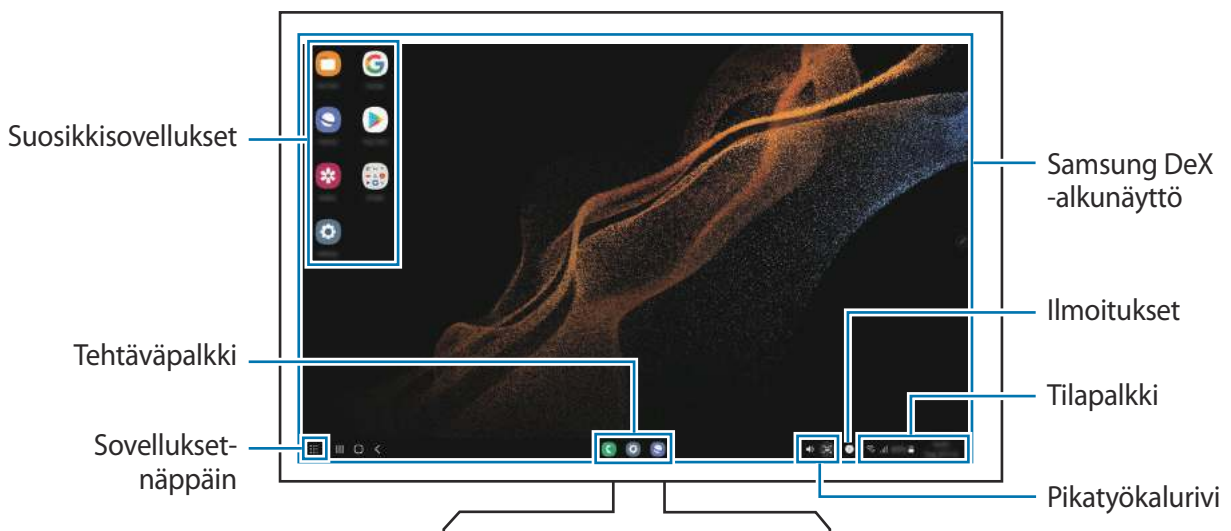 Suosikkisovellukset
Samsung DeX
-alkunäyttö
Ilmoitukset
Tehtäväpalkki
Tilapalkki
Sovellukset-
näppäin
Pikatyökalurivi